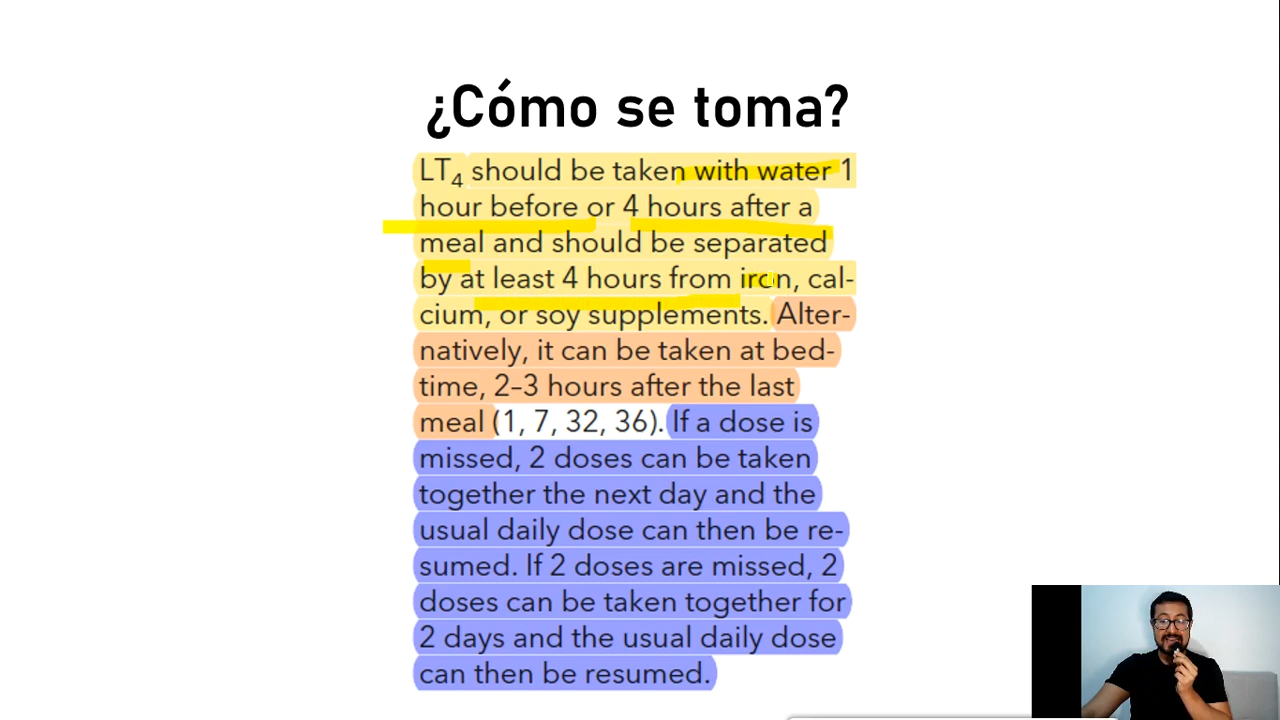 ¿Cómo se toma?
LT4 should be taken with water 1
hour before or 4 hours after a
meal and should be separated
by at least 4 hours from iron, cal-
cium, or soy supplements. Alter-
natively, it can be taken at bed-
time, 2–3 hours after the last
meal (1, 7, 32, 36). If a dose is
missed, 2 doses can be taken
together the next day and the
usual daily dose can then be re-
sumed. If 2 doses are missed, 2
doses can be taken together for
2 days and the usual daily dose
can then be resumed.